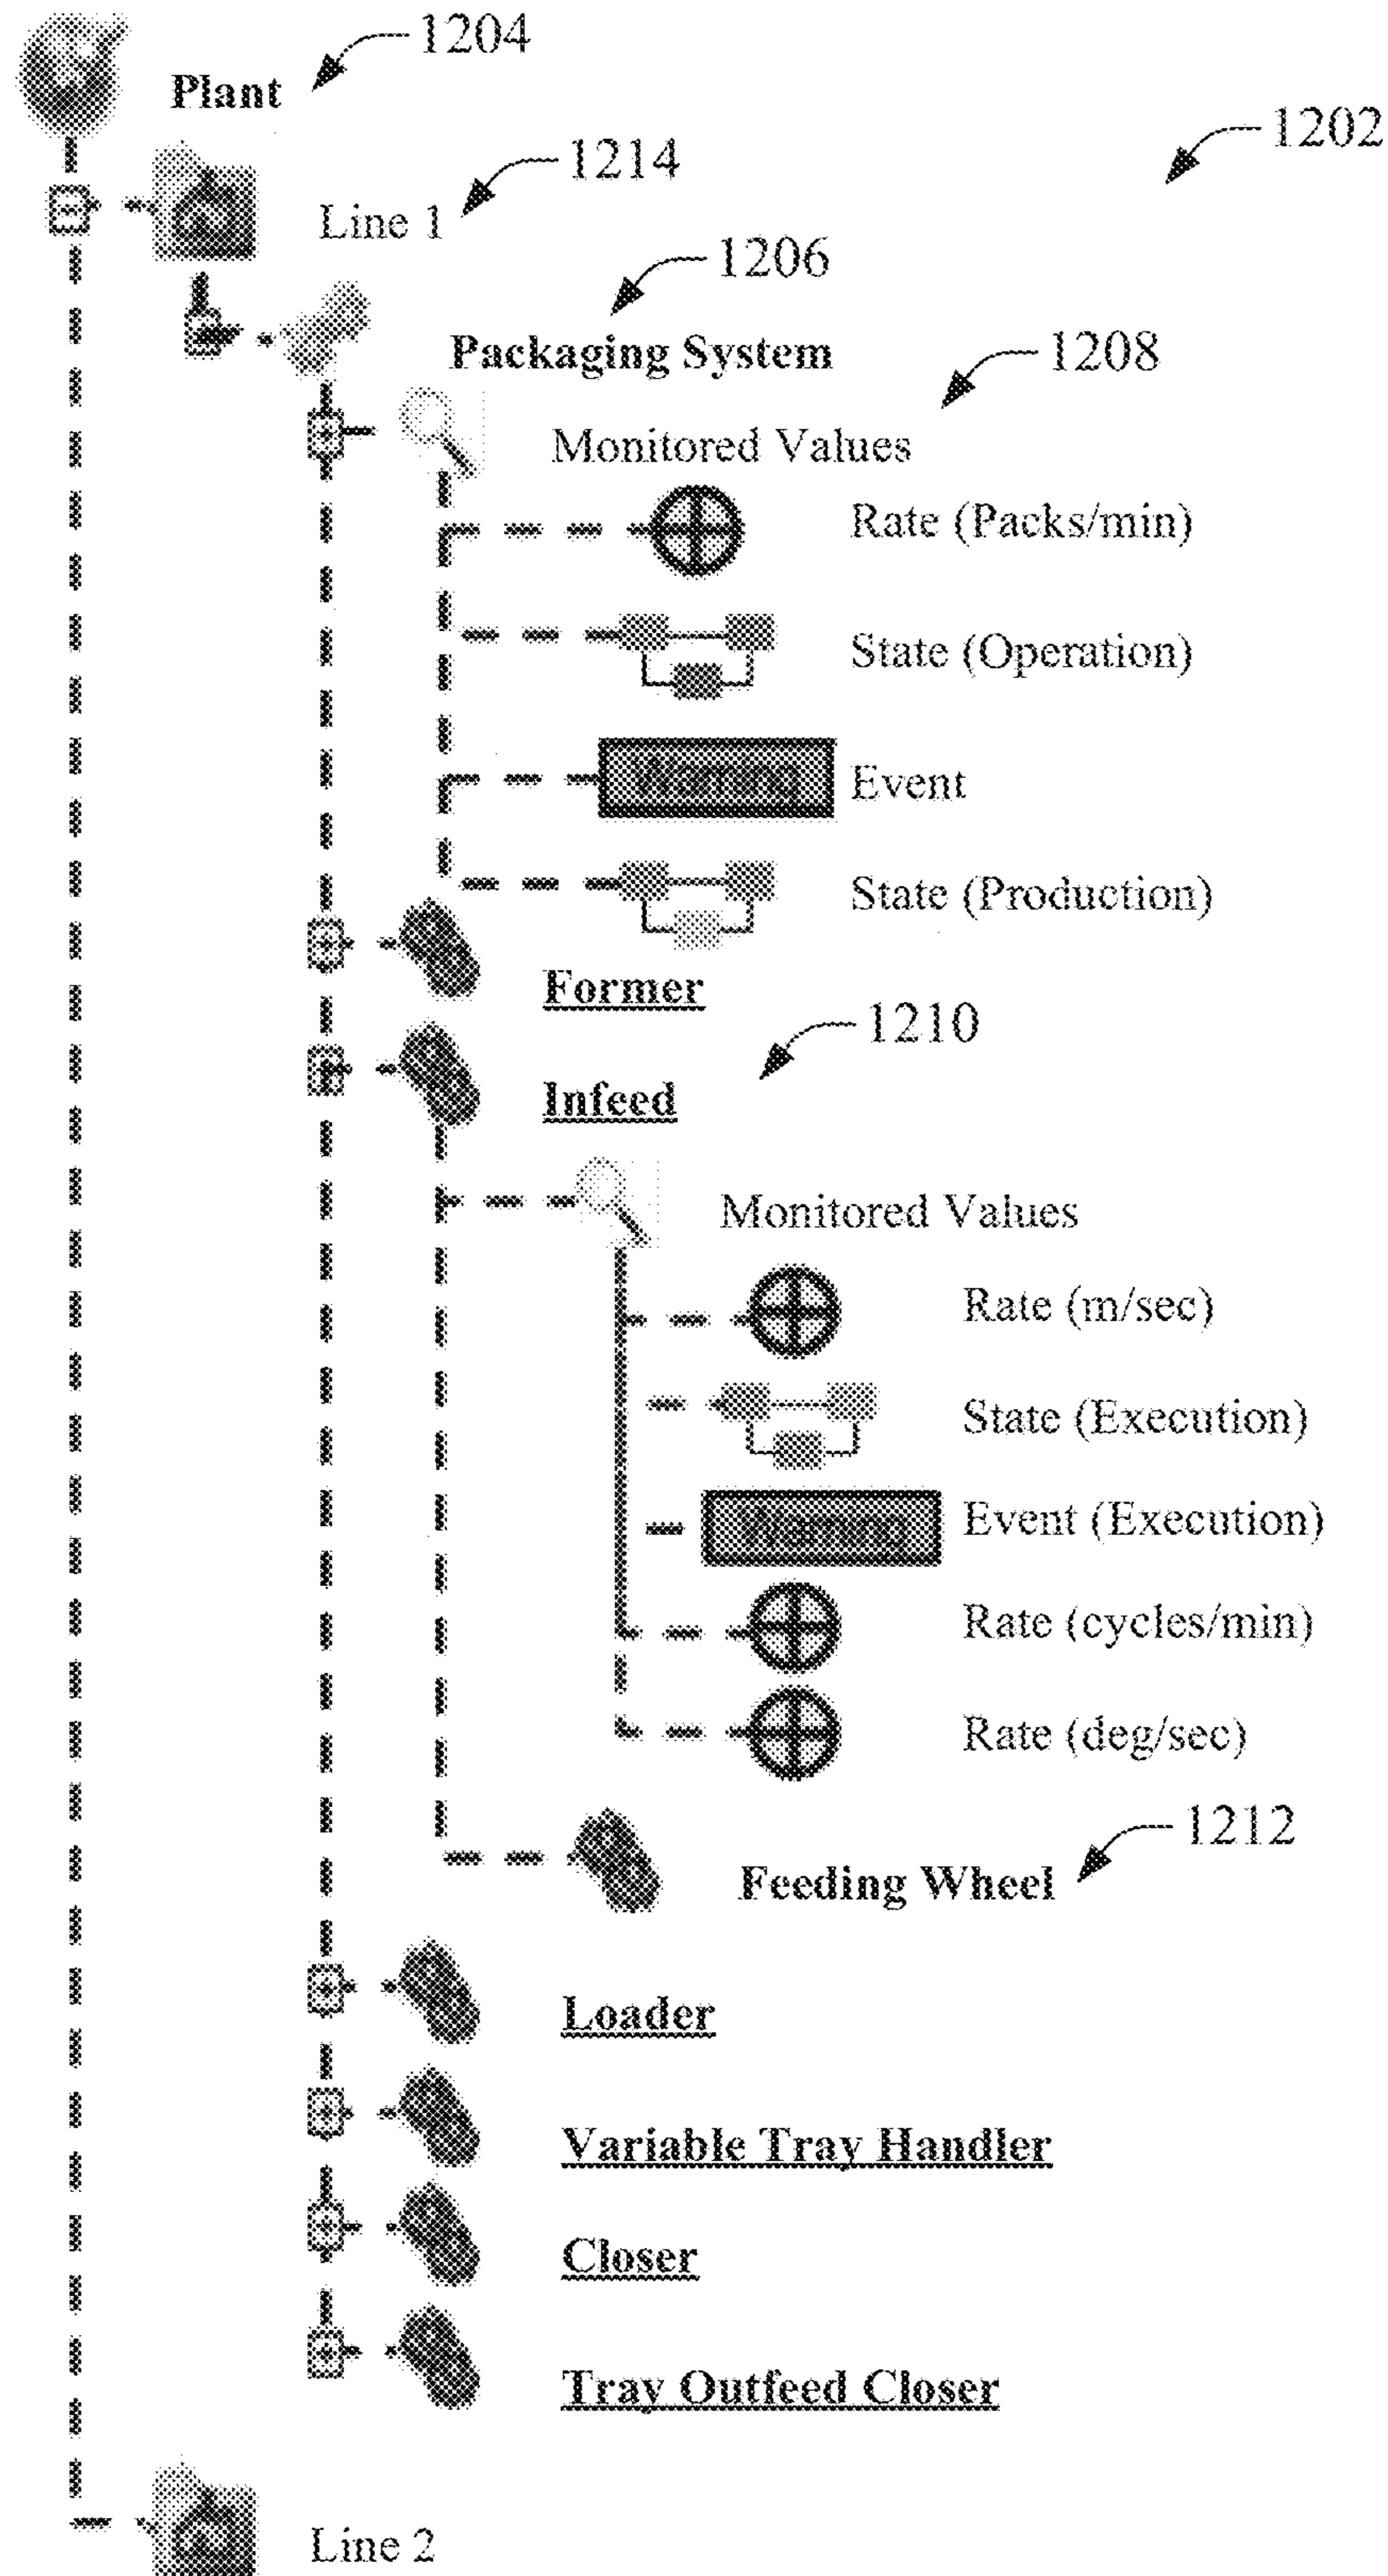 1204
Plant
1202
1214
Line 1
1206
Packaging System
1208
Monitored Values
Rate (Packs/min)
State (Operation)
Warning
Event
State (Production)
Former
1210
Infeed
Monitored Values
Rate (m/sec)
State (Execution)
Warning
Event (Execution)
Rate (cycles/min)
Rate (deg/sec)
1212
Feeding Wheel
Loader
Variable Tray Handler
Closer
Tray Outfeed Closer
Line 2